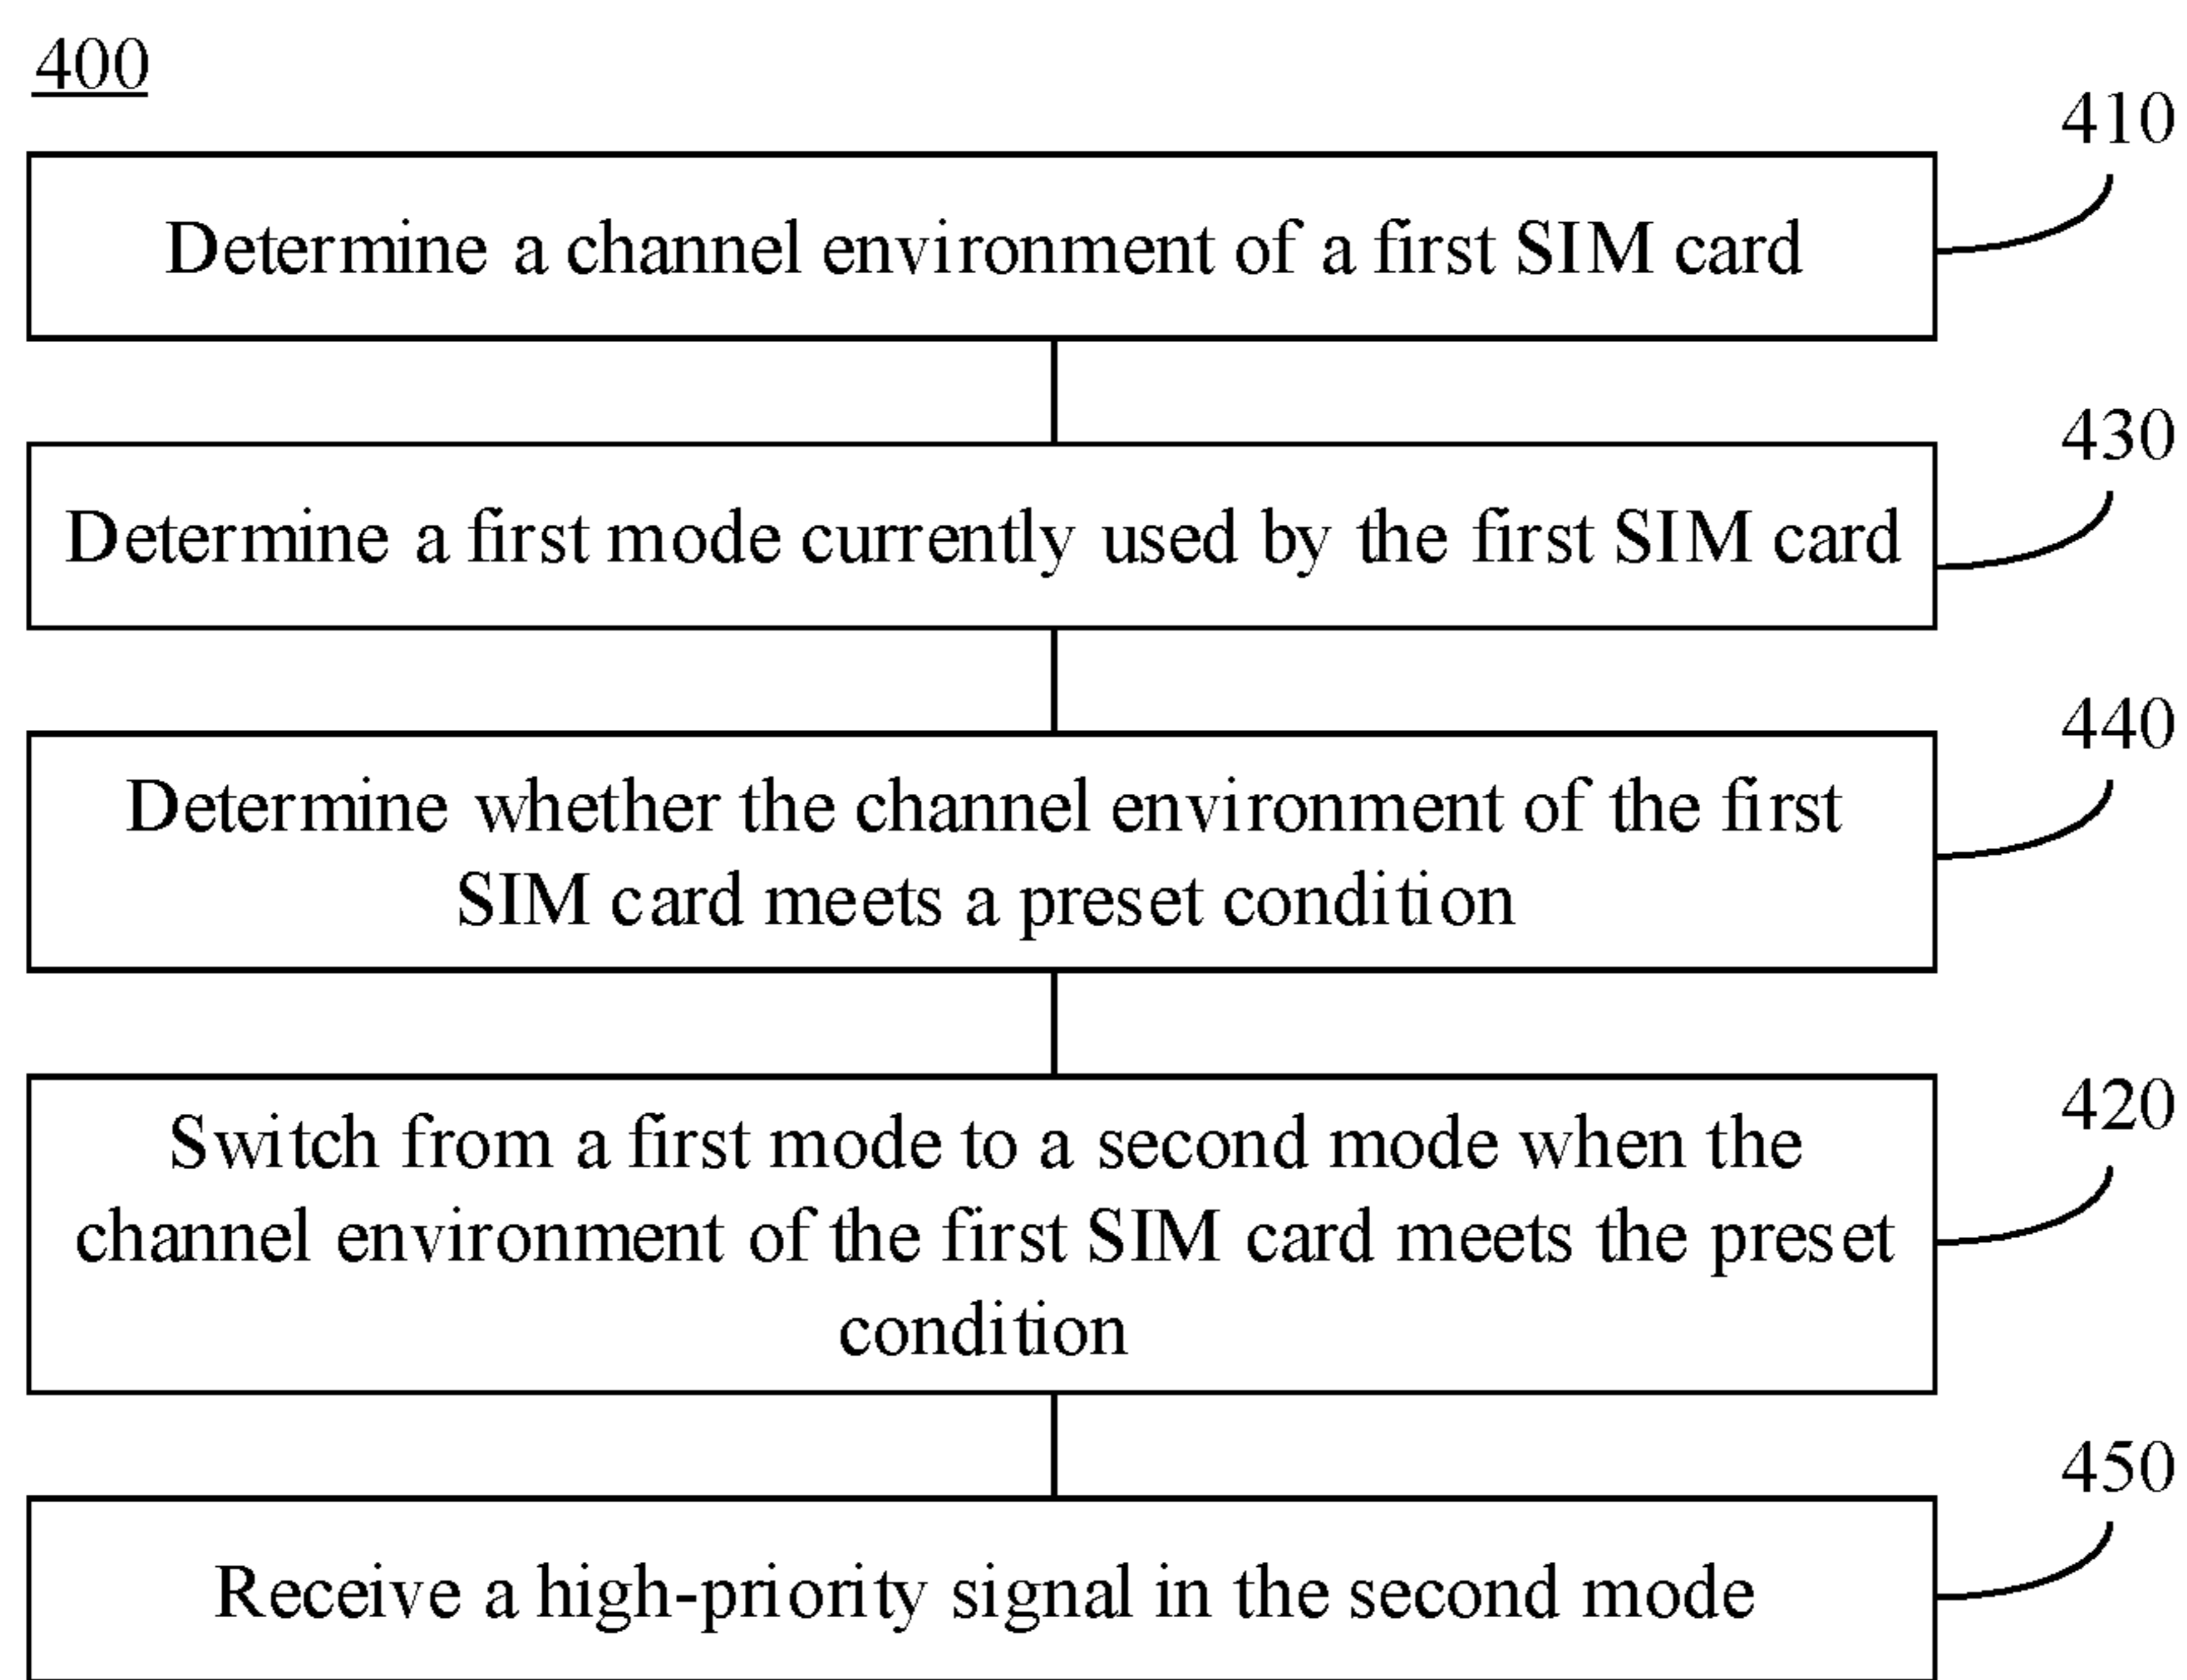 400
410
Determine a channel environment of a first SIM card
430
Determine a first mode currently used by the first SIM card
440
Determine whether the channel environment of the first
SIM card meets a preset condition
420
Switch from a first mode to a second mode when the
channel environment of the first SIM card meets the preset
condition
450
Receive a high-priority signal in the second mode